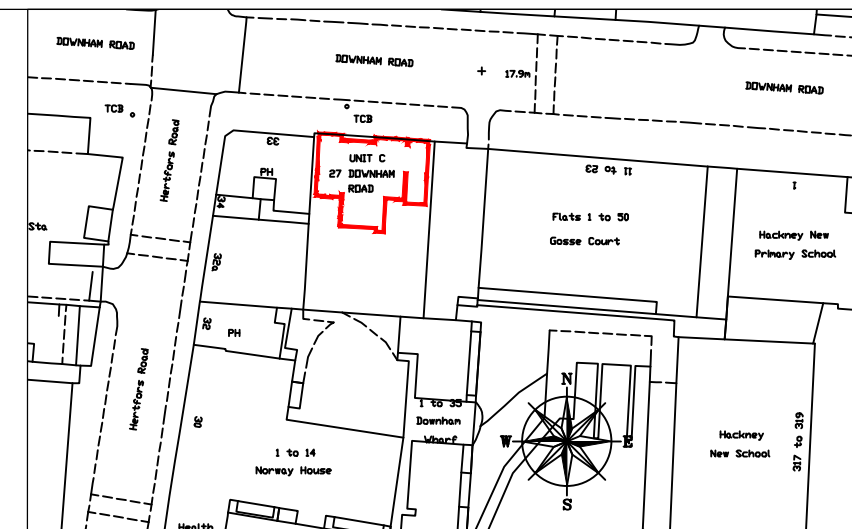 DOWNHAM ROAD
DOWNHAM ROAD
17.9m
DOWNHAM ROAD
TCB
TCB
Hertfors Road
33
PH
UNIT C
27 DOWNHAM
ROAD
11 to 23
1
34
Sta
Flats 1 to 50
Gosse Court
Hackney New
Primary School
32a
32
PH
Hertfors Road
30
1 to 35
Downham
Wharf
N
W
E
S
1 to 14
Norway House
Hackney
New School
317 to 319
Health